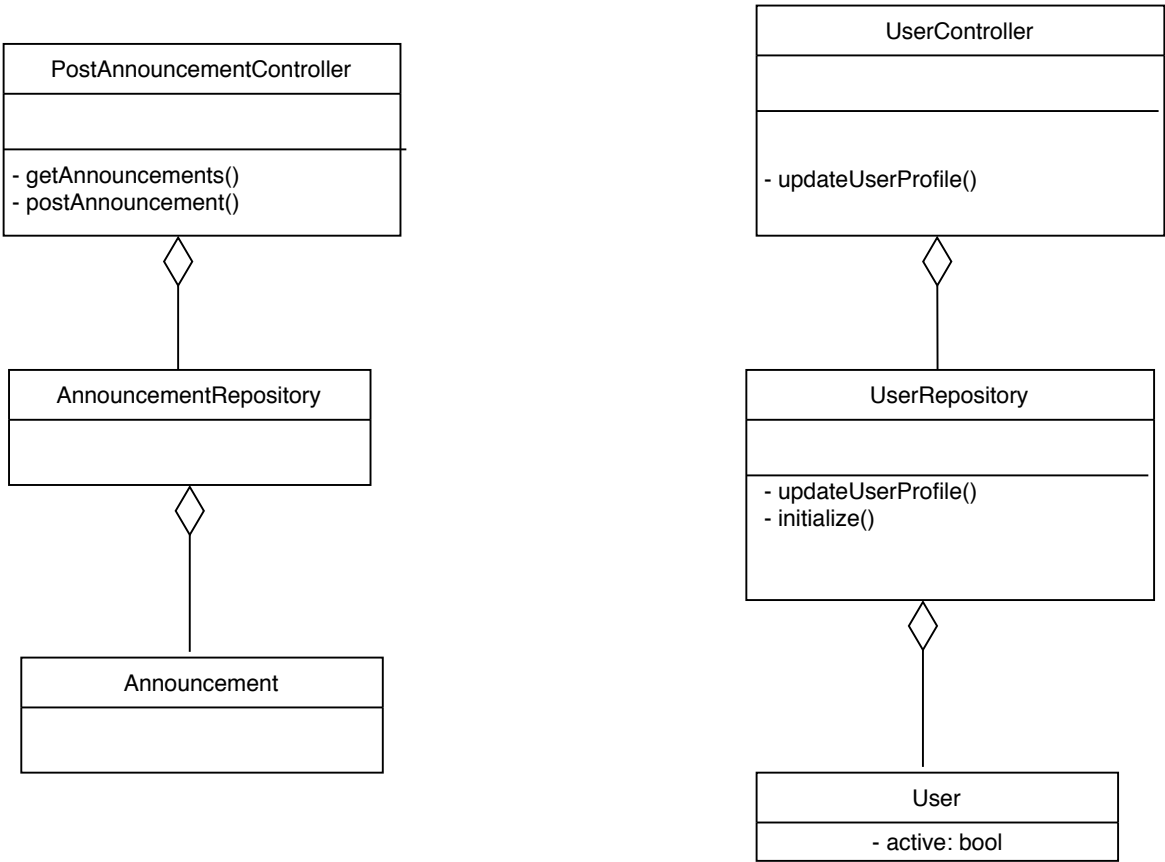 PostAnnouncementController
- getAnnouncements()
- postAnnouncement()
AnnouncementRepository
Announcement
UserController
- updateUserProfile()
UserRepository
- updateUserProfile()
- initialize()
User
- active: bool